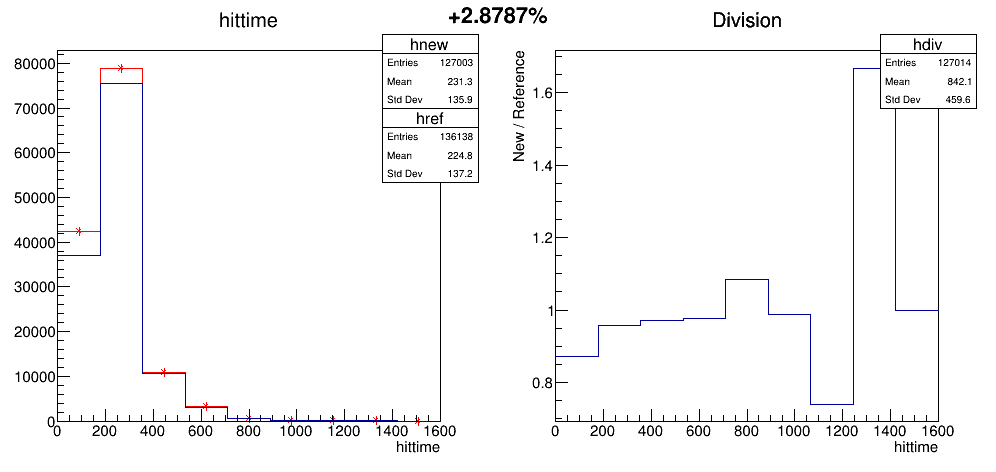 +2.8787%
hittime
hnew
Entries 127003
Mean 231.3
Std Dev 135.9
href
Entries 136138
Mean 224.8
Std Dev 137.2
80000
70000
60000
50000
40000
30000
20000
10000
0
0 200 400 600 800 1000 1200 1400 1600
hittime
Division
hdiv
Entries 127014
Mean 842.1
Std Dev 459.6
New / Reference
1.6
1.4
1.2
1
0.8
0 200 400 600 800 1000 1200 1400 1600
hittime